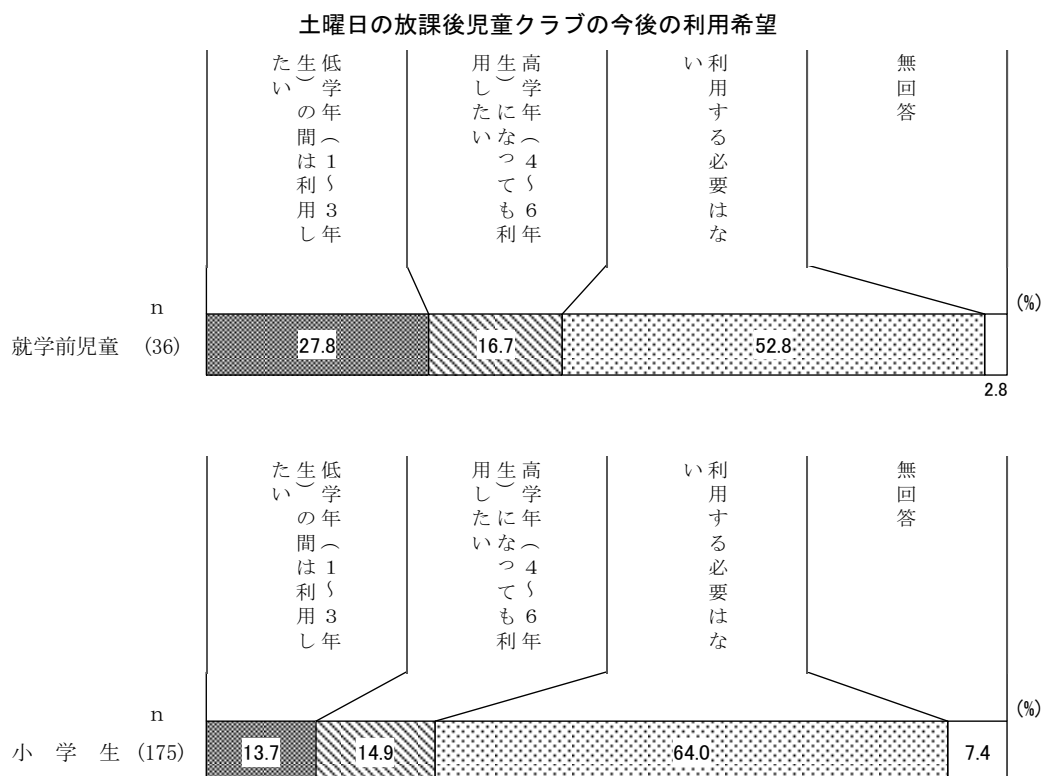 土曜日の放課後児童クラブの今後の利用希望
低学年(1~3年
生)の間は利用し
たい
高学年(4~6年
生)になっても利
用したい
利用する必要はな
い
無回答
(%)
n
就学前児童 (36)
27.8
16.7
52.8
2.8
低学年(1~3年
生)の間は利用し
たい
高学年(4~6年
生)になっても利
用したい
利用する必要はな
い
無回答
(%)
n
小 学 生 (175)
13.7
14.9
64.0
7.4